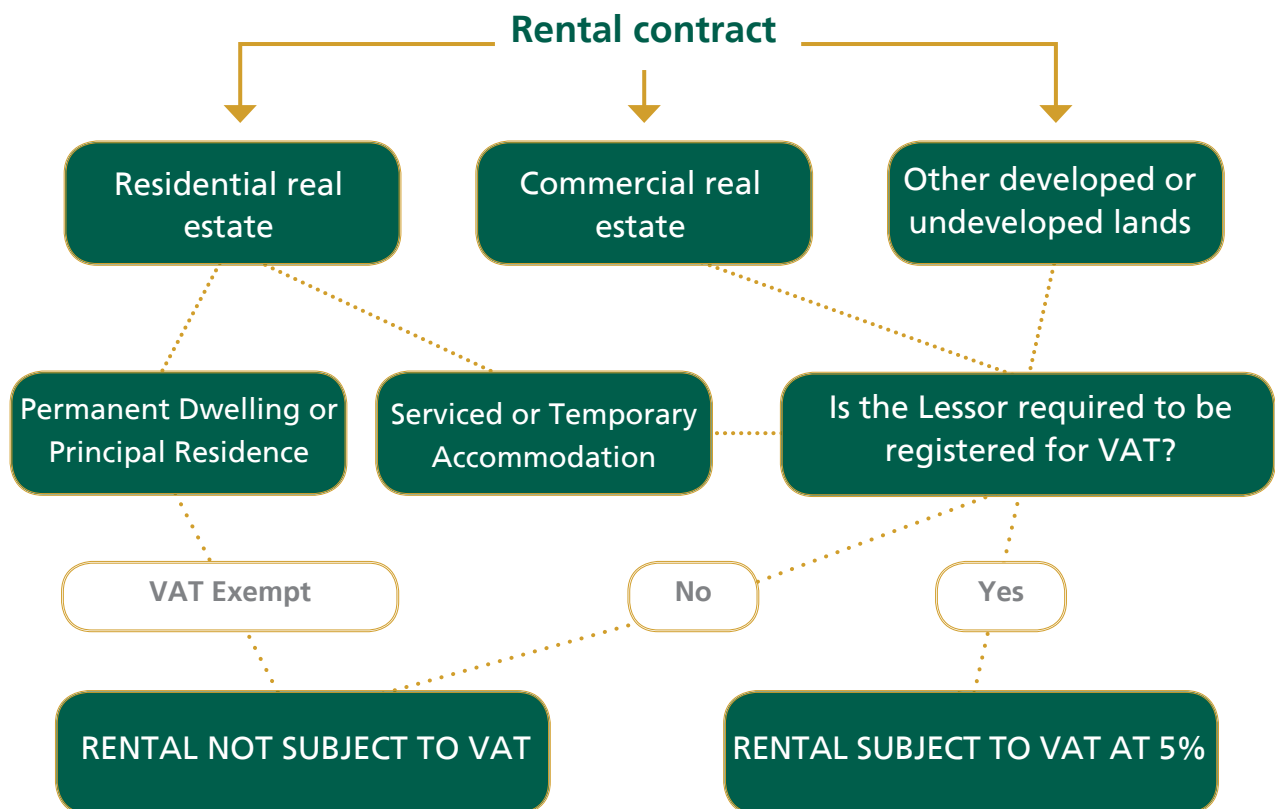 Rental contract
Residential real
estate
Commercial real
estate
Other developed or
undeveloped lands
Permanent Dwelling or
Principal Residence
Serviced or Temporary
Accommodation
Is the Lessor required to be
registered for VAT?
VAT Exempt
No
Yes
RENTAL NOT SUBJECT TO VAT
RENTAL SUBJECT TO VAT AT 5%